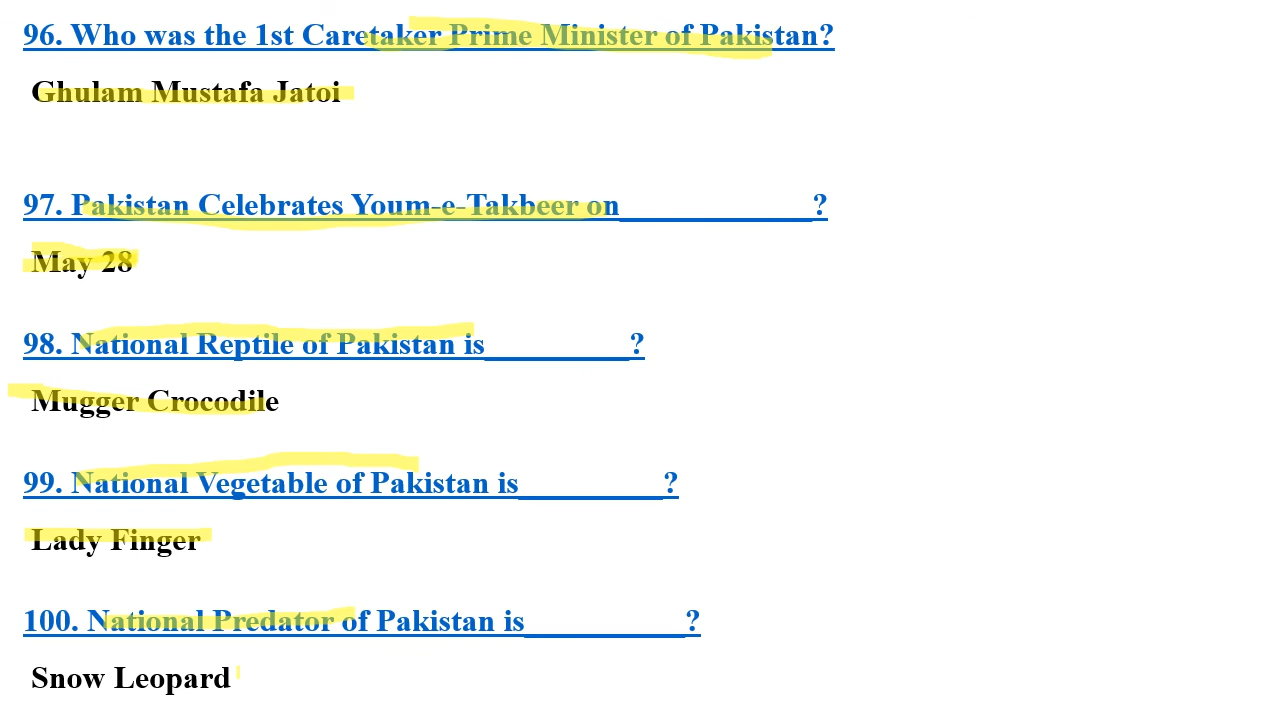 96. Who was the 1st Caretaker Prime Minister of Pakistan?
Ghulam Mustafa Jatoi
97. Pakistan Celebrates Youm-e-Takbeer on____________?
May 28
98. National Reptile of Pakistan is_________?
Mugger Crocodile
99. National Vegetable of Pakistan is_________?
Lady Finger
100. National Predator of Pakistan is__________?
Snow Leopard